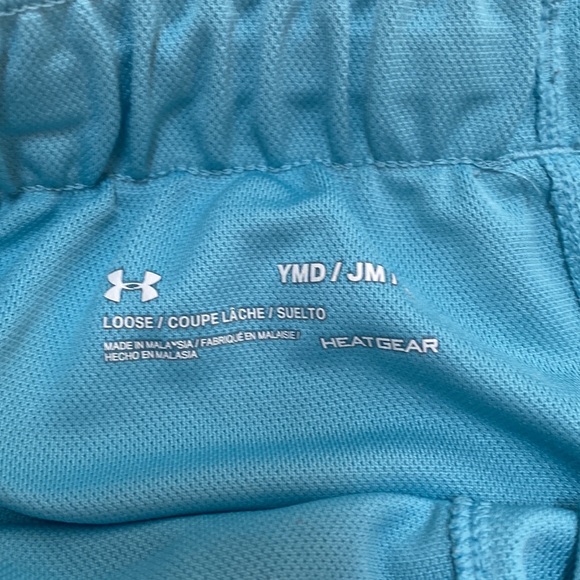 YMD / JM
LOOSE / COUPE LÂCHE / SUELTO
MADE IN MALAYSIA / FABRIQUÉ EN MALAISIE /
HECHO EN MALASIA
HEATGEAR